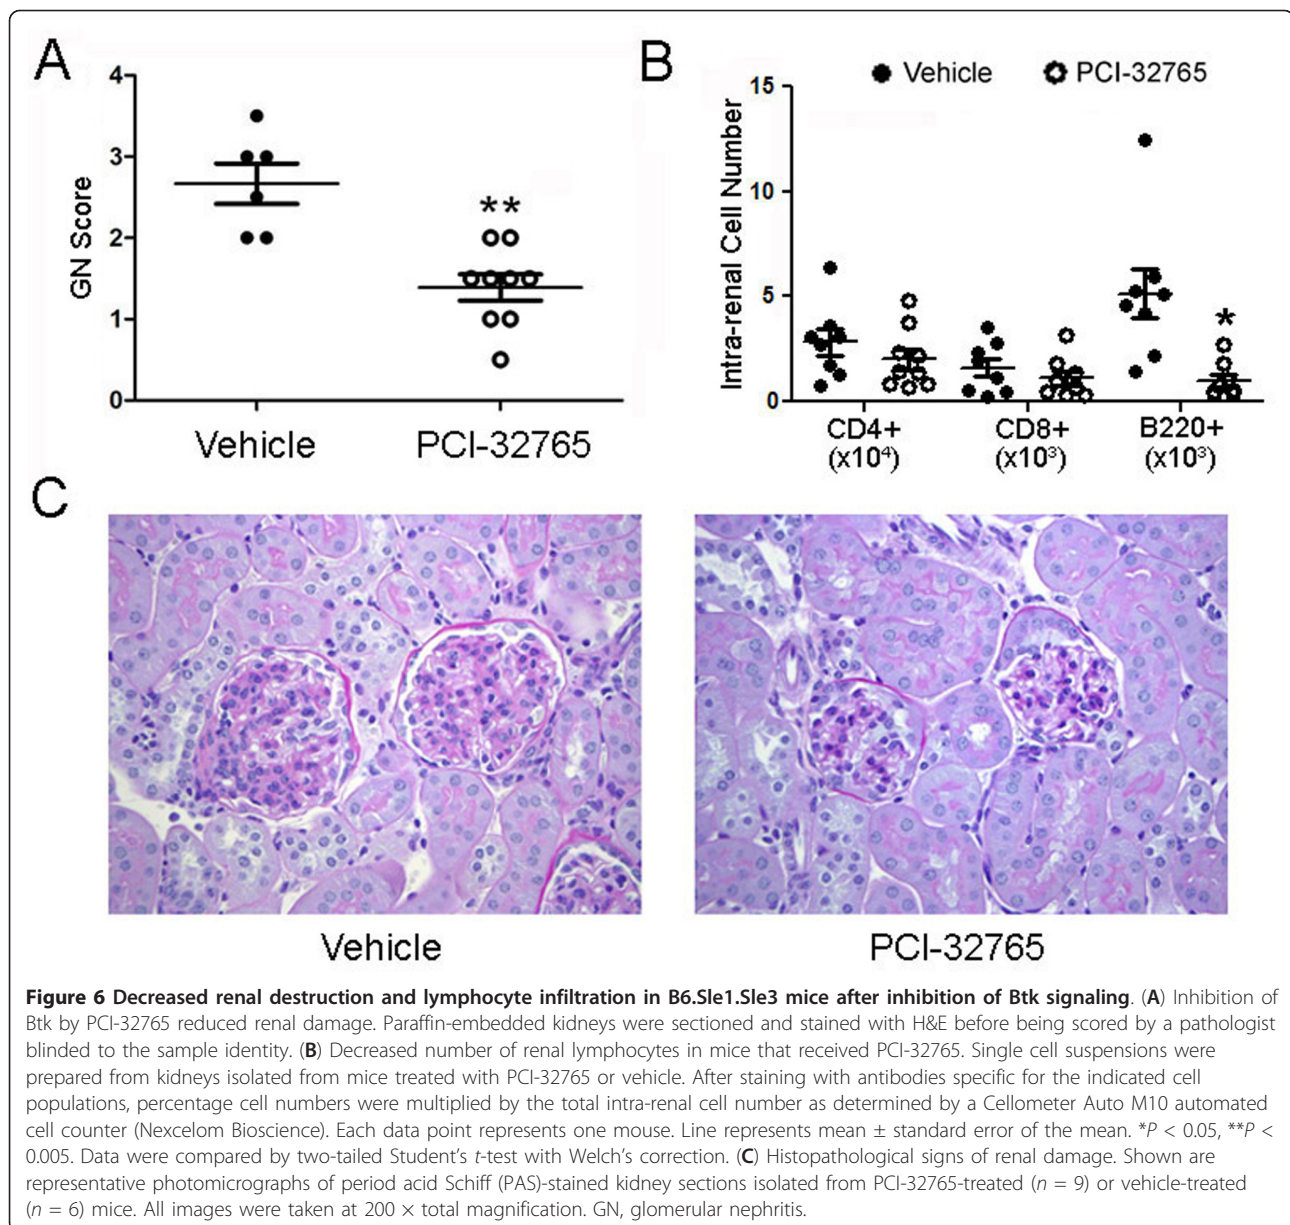 A
4
3
2
1
0
GN Score
**
Vehicle
PCI-32765
B
Vehicle
PCI-32765
15
10
5
0
Intra-renal Cell Number
*
CD4+
(x10⁴)
CD8+
(x10³)
B220+
(x10³)
C
Vehicle
PCI-32765
Figure 6 Decreased renal destruction and lymphocyte infiltration in B6.Sle1.Sle3 mice after inhibition of Btk signaling. (A) Inhibition of
Btk by PCI-32765 reduced renal damage. Paraffin-embedded kidneys were sectioned and stained with H&E before being scored by a pathologist
blinded to the sample identity. (B) Decreased number of renal lymphocytes in mice that received PCI-32765. Single cell suspensions were
prepared from kidneys isolated from mice treated with PCI-32765 or vehicle. After staining with antibodies specific for the indicated cell
populations, percentage cell numbers were multiplied by the total intra-renal cell number as determined by a Cellometer Auto M10 automated
cell counter (Nexcelom Bioscience). Each data point represents one mouse. Line represents mean ± standard error of the mean. *P < 0.05, **P <
0.005. Data were compared by two-tailed Student's t-test with Welch's correction. (C) Histopathological signs of renal damage. Shown are
representative photomicrographs of period acid Schiff (PAS)-stained kidney sections isolated from PCI-32765-treated (n = 9) or vehicle-treated
(n = 6) mice. All images were taken at 200 × total magnification. GN, glomerular nephritis.